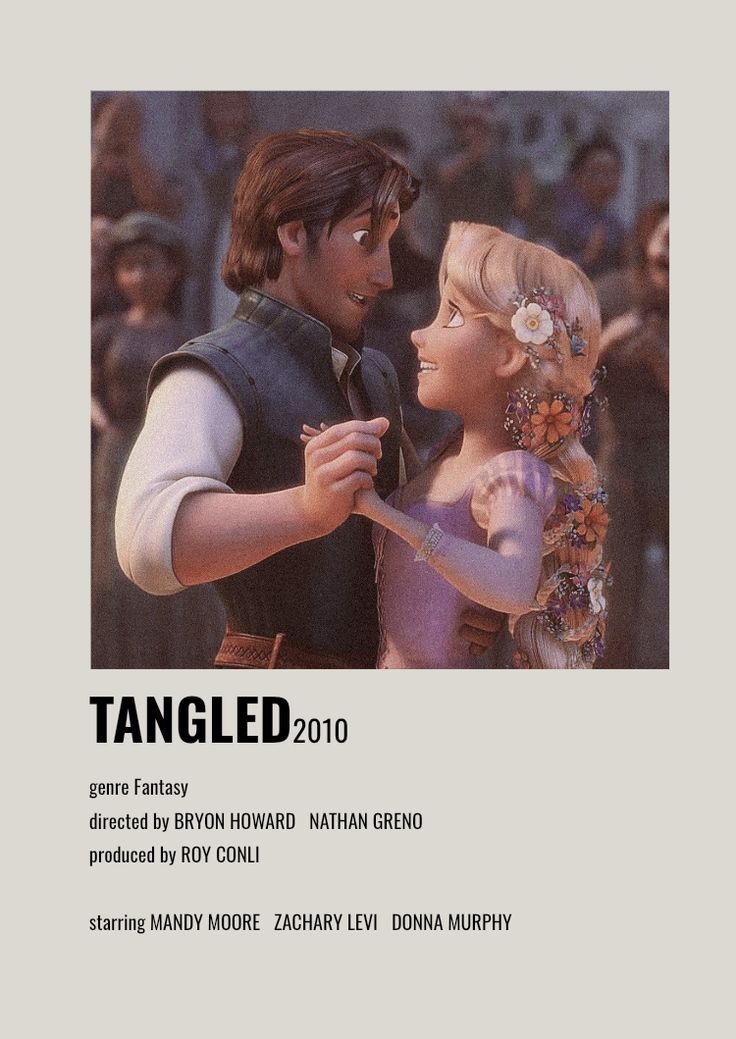 TANGLED2010
genre Fantasy
directed by BRYON HOWARD NATHAN GRENO
produced by ROY CONLI
starring MANDY MOORE ZACHARY LEVI DONNA MURPHY